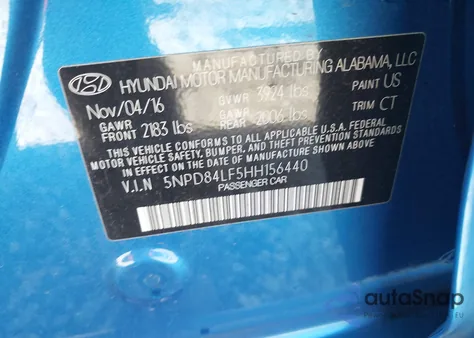 MANUFACTURED BY
HYUNDAI MOTOR MANUFACTURING ALABAMA, LLC
Nov/04/16 GVWR 3924 lbs PAINT US
GAWR FRONT 2183 lbs GAWR REAR 2006 lbs TRIM CT
THIS VEHICLE CONFORMS TO ALL APPLICABLE U.S.A FEDERAL
MOTOR VEHICLE SAFETY, BUMPER, AND THEFT PREVENTION
STANDARDS IN EFFECT ON THE DATE OF MANUFACTURE SHOWN ABOVE.
V.I.N 5NPD84LF5HH156440
PASSENGER CAR
autoSnap